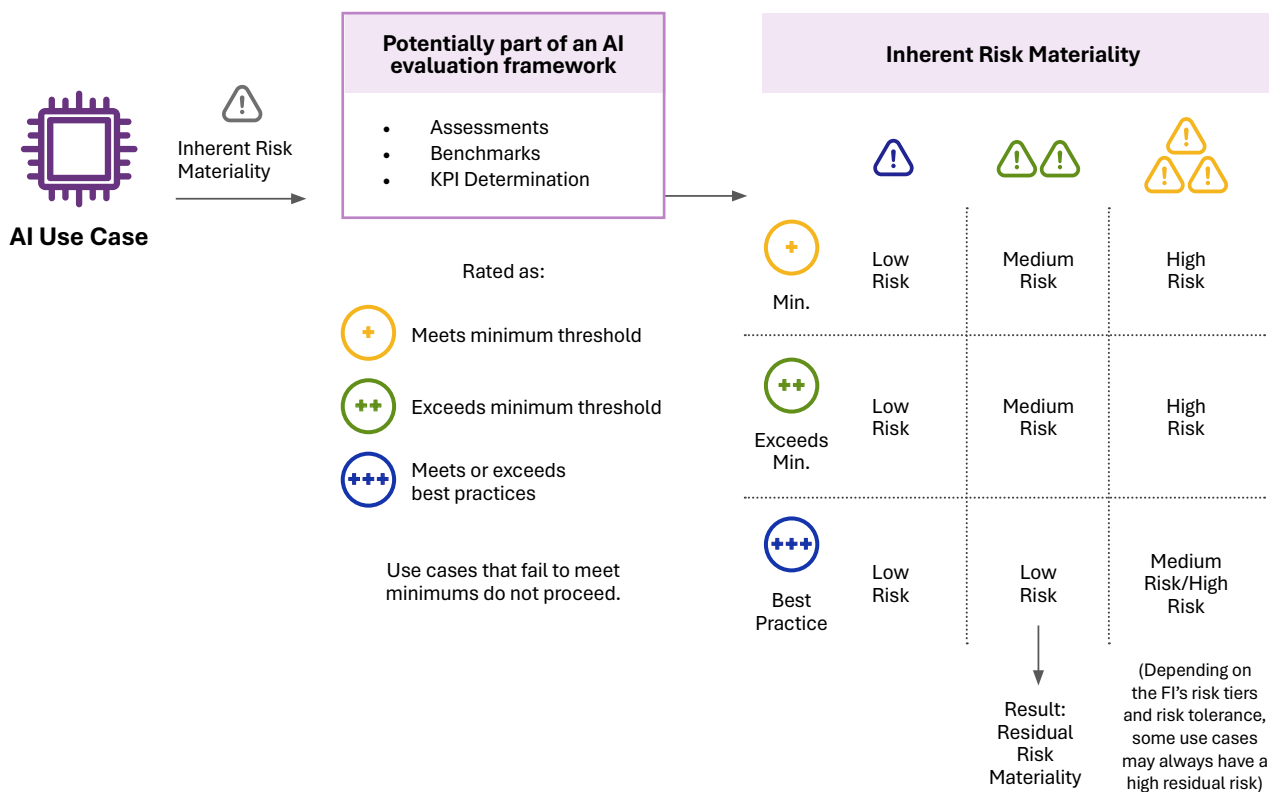 AI Use Case
Inherent Risk
Materiality
Potentially part of an AI
evaluation framework
• Assessments
• Benchmarks
• KPI Determination
Rated as:
+ Meets minimum threshold
++ Exceeds minimum threshold
+++ Meets or exceeds
best practices
Use cases that fail to meet
minimums do not proceed.
Inherent Risk Materiality
+
Min.
Low
Risk
Medium
Risk
High
Risk
++
Exceeds
Min.
Low
Risk
Medium
Risk
High
Risk
+++
Best
Practice
Low
Risk
Low
Risk
Medium
Risk/High
Risk
Result:
Residual
Risk
Materiality
(Depending on
the FI’s risk tiers
and risk tolerance,
some use cases
may always have a
high residual risk)